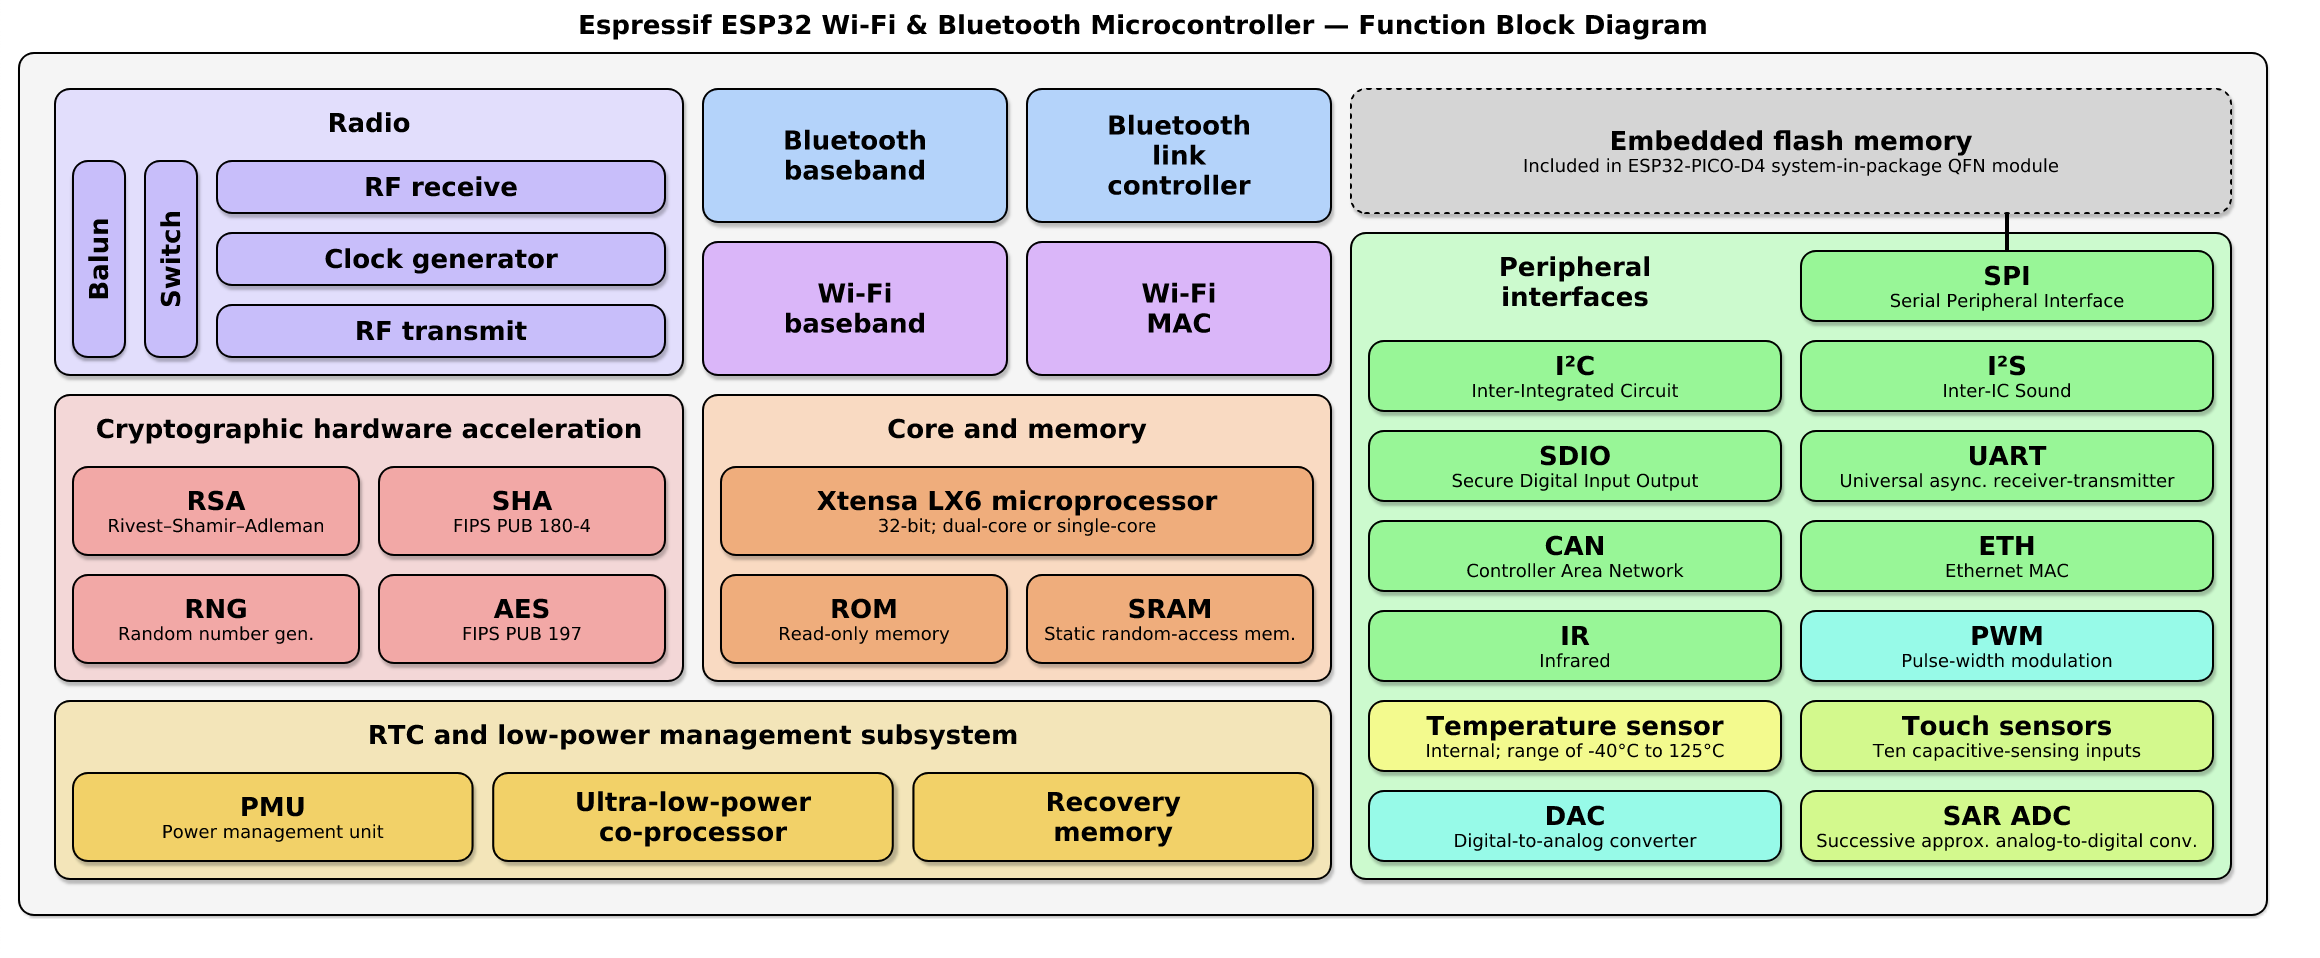 Espressif ESP32 Wi-Fi & Bluetooth Microcontroller — Function Block Diagram
Radio
Balun
Switch
RF receive
Clock generator
RF transmit
Bluetooth
baseband
Bluetooth
link
controller
Wi-Fi
baseband
Wi-Fi
MAC
Embedded flash memory
Included in ESP32-PICO-D4 system-in-package QFN module
Cryptographic hardware acceleration
RSA
Rivest–Shamir–Adleman
SHA
FIPS PUB 180-4
RNG
Random number gen.
AES
FIPS PUB 197
Core and memory
Xtensa LX6 microprocessor
32-bit; dual-core or single-core
ROM
Read-only memory
SRAM
Static random-access mem.
RTC and low-power management subsystem
PMU
Power management unit
Ultra-low-power
co-processor
Recovery
memory
Peripheral
interfaces
SPI
Serial Peripheral Interface
I²C
Inter-Integrated Circuit
I²S
Inter-IC Sound
SDIO
Secure Digital Input Output
UART
Universal async. receiver-transmitter
CAN
Controller Area Network
ETH
Ethernet MAC
IR
Infrared
PWM
Pulse-width modulation
Temperature sensor
Internal; range of -40°C to 125°C
Touch sensors
Ten capacitive-sensing inputs
DAC
Digital-to-analog converter
SAR ADC
Successive approx. analog-to-digital conv.